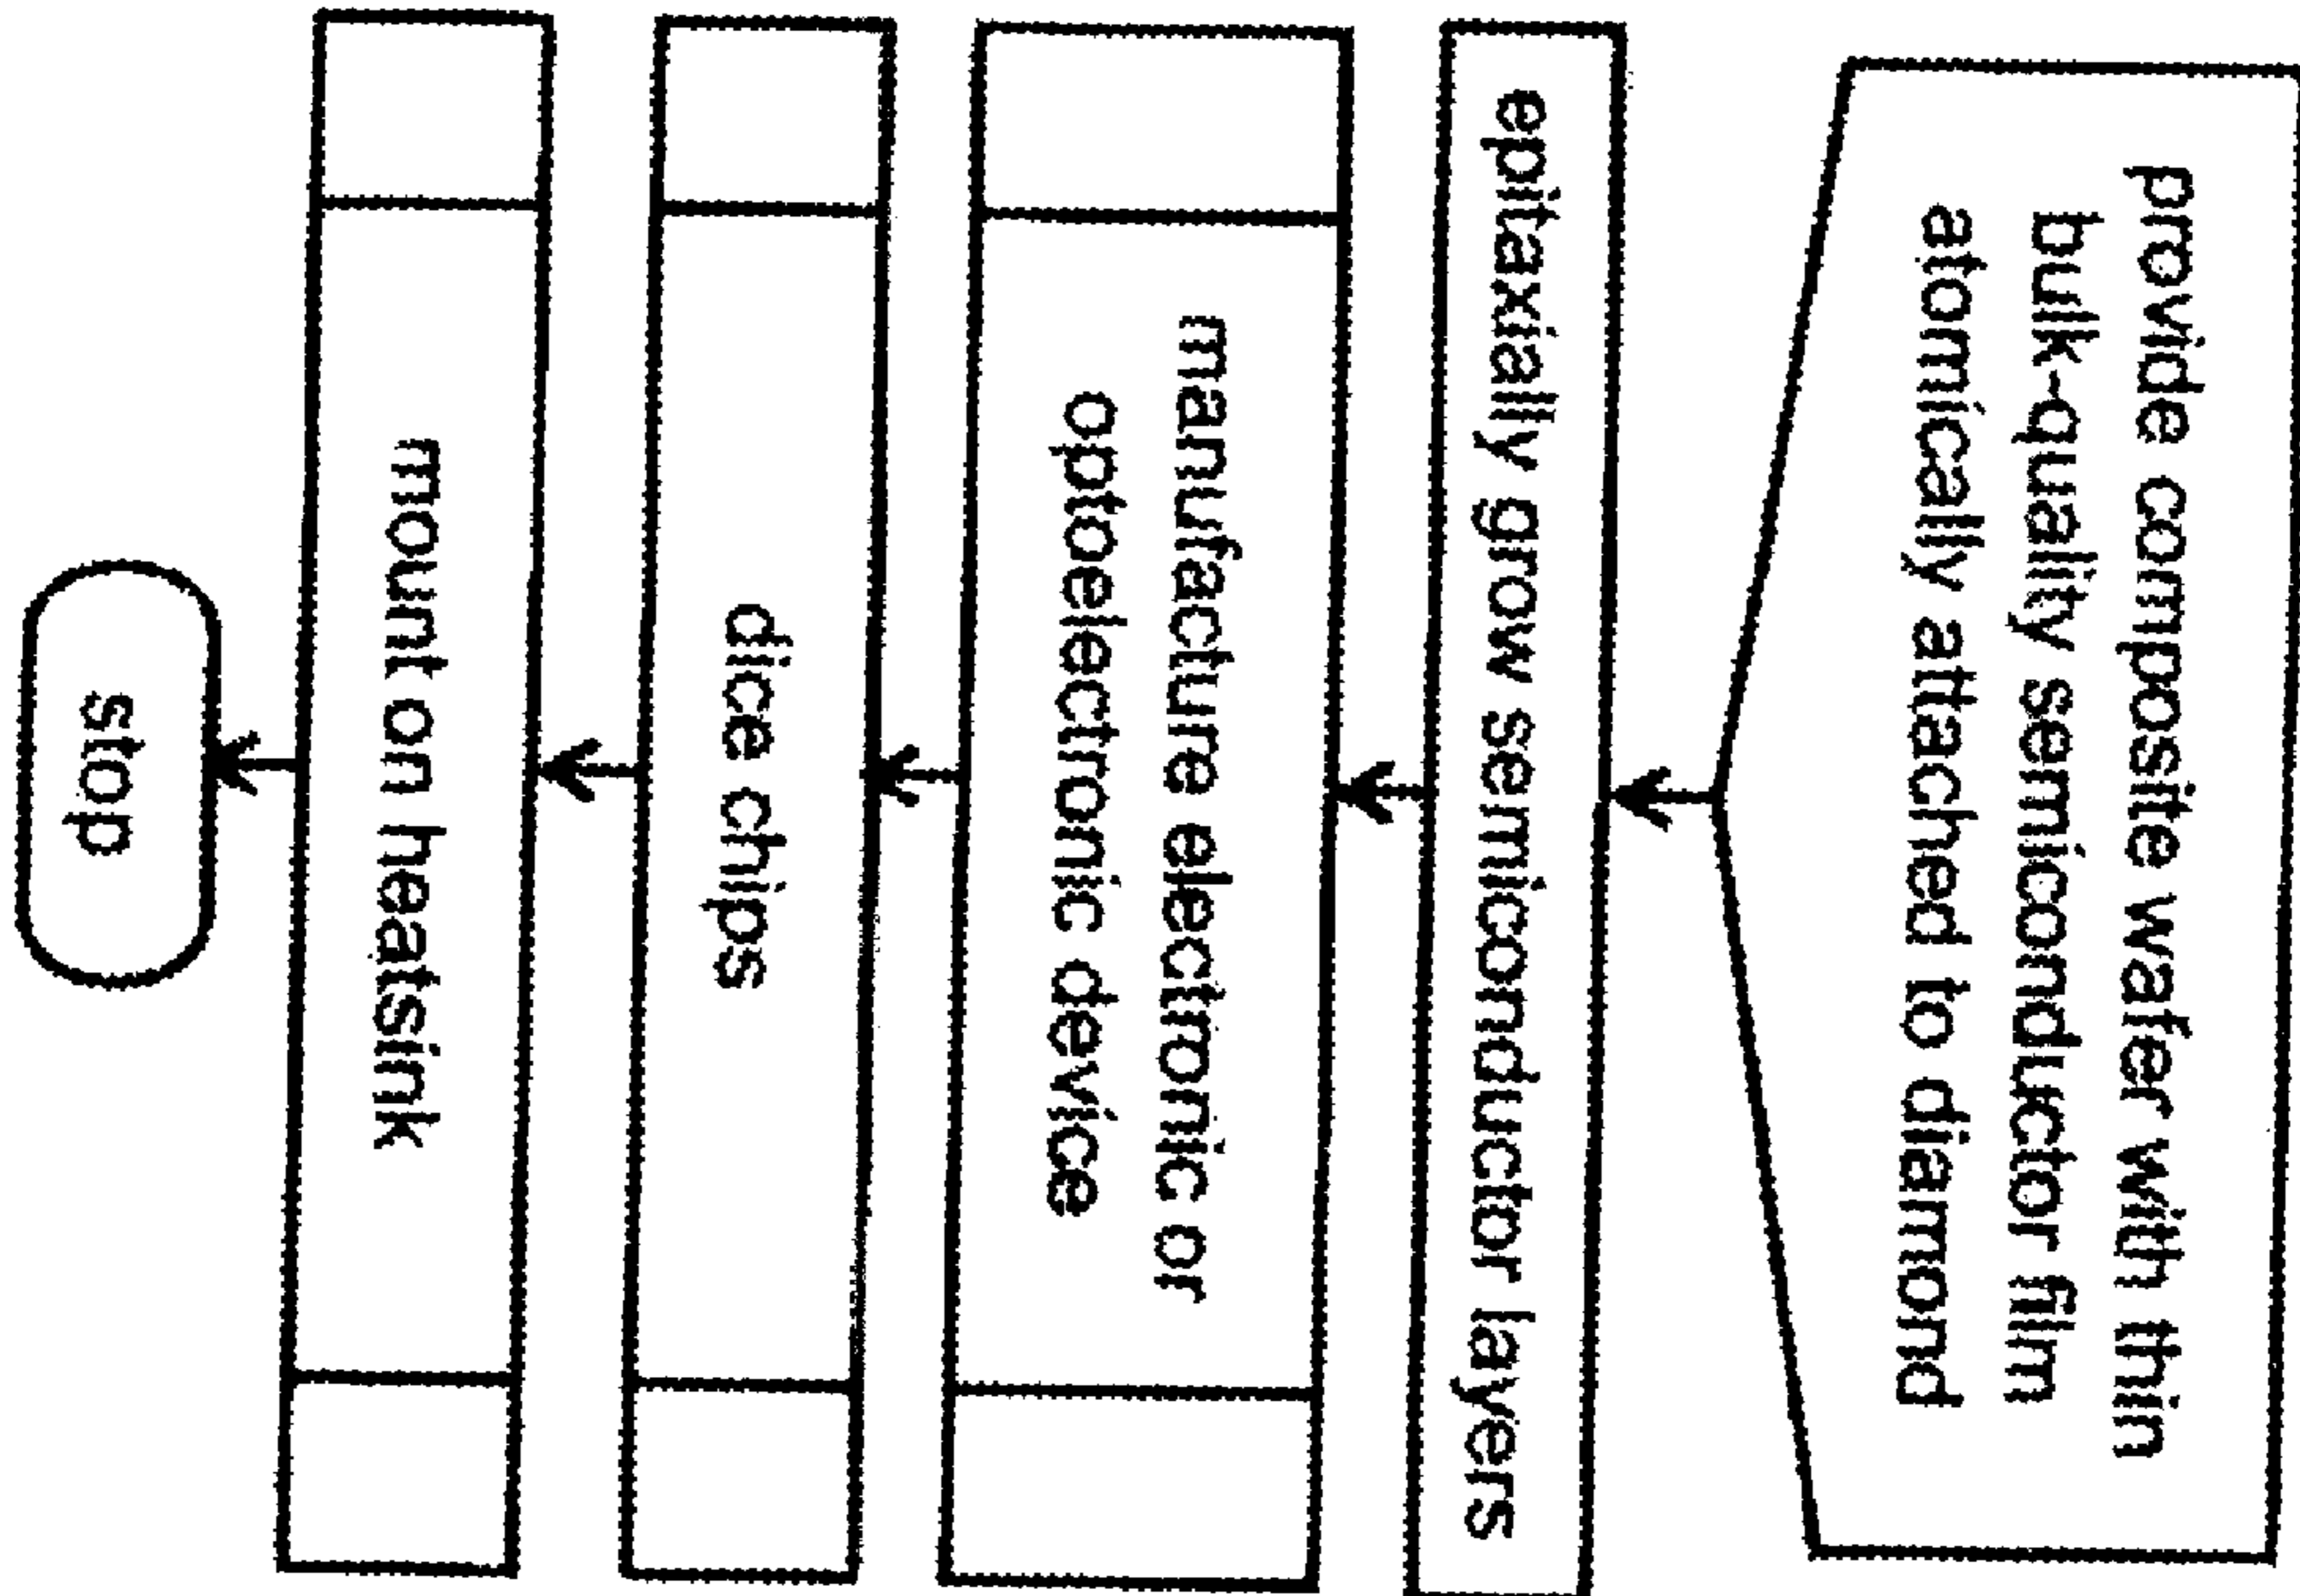 provide composite wafer with thin
bulk-quality semiconductor film
atomically attached to diamond
epitaxially grow semiconductor layers
manufacture electronic or
optoelectronic device
dice chips
mount on heatsink
stop